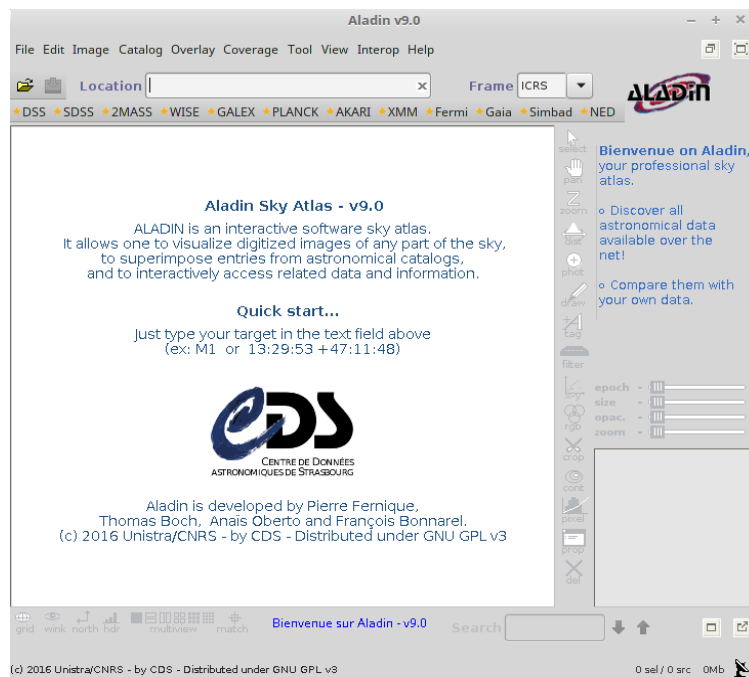 Aladin v9.0
File Edit Image Catalog Overlay Coverage Tool View Interop Help
Location
Frame ICRS
ALADIN
DSS SDSS 2MASS WISE GALEX PLANCK AKARI XMM Fermi Gaia Simbad NED
Aladin Sky Atlas - v9.0
ALADIN is an interactive software sky atlas.
It allows one to visualize digitized images of any part of the sky,
to superimpose entries from astronomical catalogs,
and to interactively access related data and information.
Quick start...
Just type your target in the text field above
(ex: M1 or 13:29:53 +47:11:48)
CDS
CENTRE DE DONNÉES
ASTRONOMIQUES DE STRASBOURG
Aladin is developed by Pierre Fernique,
Thomas Boch, Anaïs Oberto and François Bonnarel.
(c) 2016 Unistra/CNRS - by CDS - Distributed under GNU GPL v3
select
pan
zoom
dist
phot
draw
tag
filter
x-y
rgb
crop
cont
pixel
prop
del
Bienvenue on Aladin,
your professional sky
atlas.
Discover all
astronomical data
available over the
net!
Compare them with
your own data.
epoch
size
opac.
zoom
grid wink north hdr multiview match
Bienvenue sur Aladin - v9.0
Search
(c) 2016 Unistra/CNRS - by CDS - Distributed under GNU GPL v3
0 sel / 0 src 0Mb